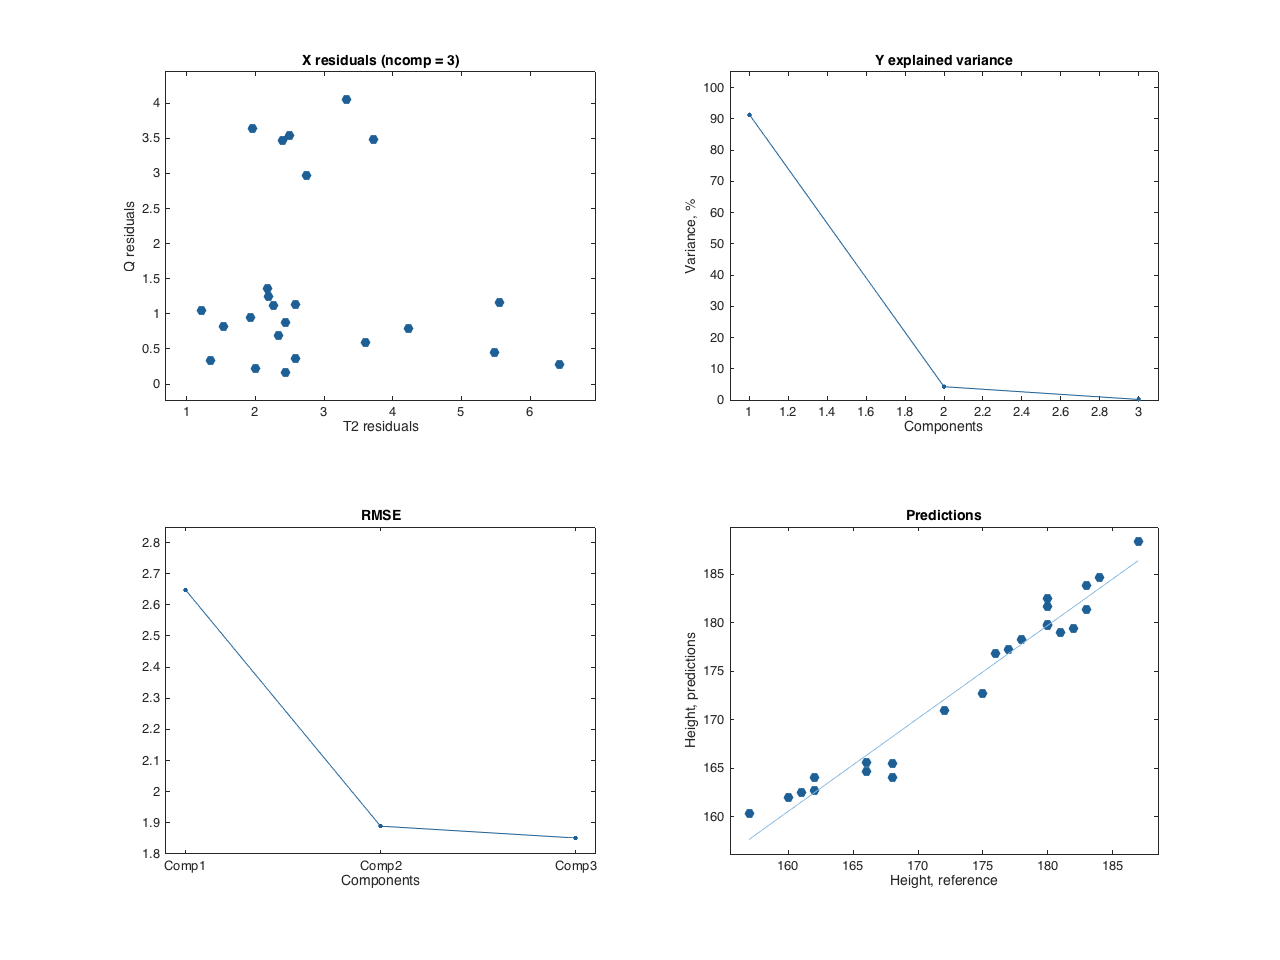 X residuals (ncomp = 3)
4
3.5
3
2.5
2
1.5
1
0.5
0
Q residuals
1 2 3 4 5 6
T2 residuals
Y explained variance
100
90
80
70
60
50
40
30
20
10
0
Variance, %
1 1.2 1.4 1.6 1.8 2 2.2 2.4 2.6 2.8 3
Components
RMSE
2.8
2.7
2.6
2.5
2.4
2.3
2.2
2.1
2
1.9
1.8
Comp1 Comp2 Comp3
Components
Predictions
185
180
175
170
165
160
Height, predictions
160 165 170 175 180 185
Height, reference